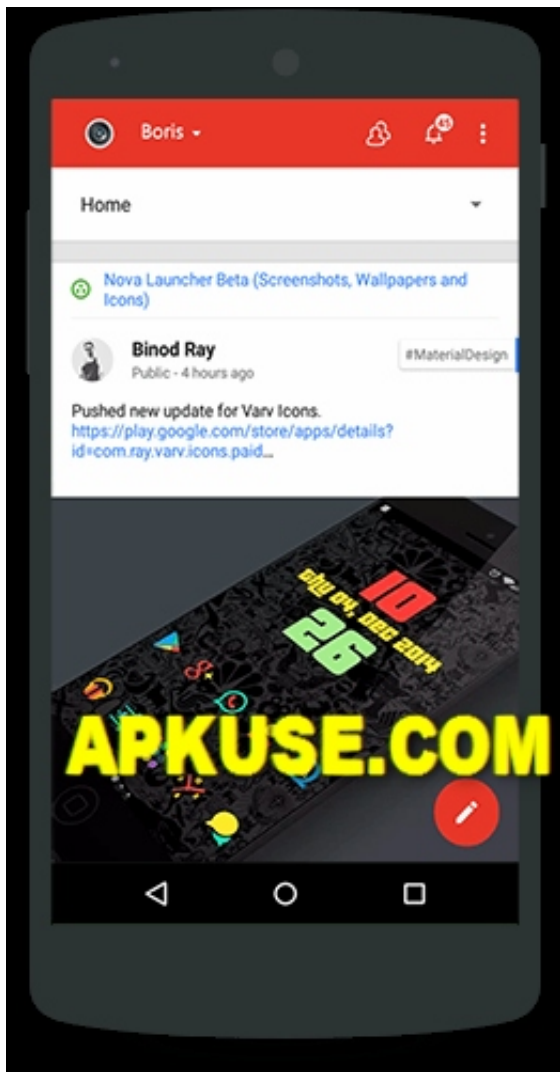 Boris
45
Home
Nova Launcher Beta (Screenshots, Wallpapers and
Icons)
Binod Ray
#MaterialDesign
Public - 4 hours ago
Pushed new update for Varv Icons.
https://play.google.com/store/apps/details?
id=com.ray.varv.icons.paid...
10
THU 04, DEC 2014
26
APKUSE.COM